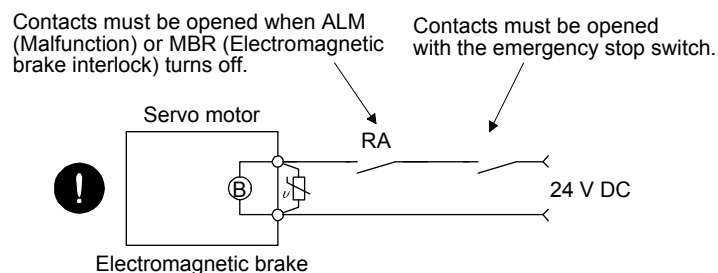 Contacts must be opened when ALM
(Malfunction) or MBR (Electromagnetic
brake interlock) turns off.
Contacts must be opened
with the emergency stop switch.
Servo motor
RA
B
υ
24 V DC
Electromagnetic brake